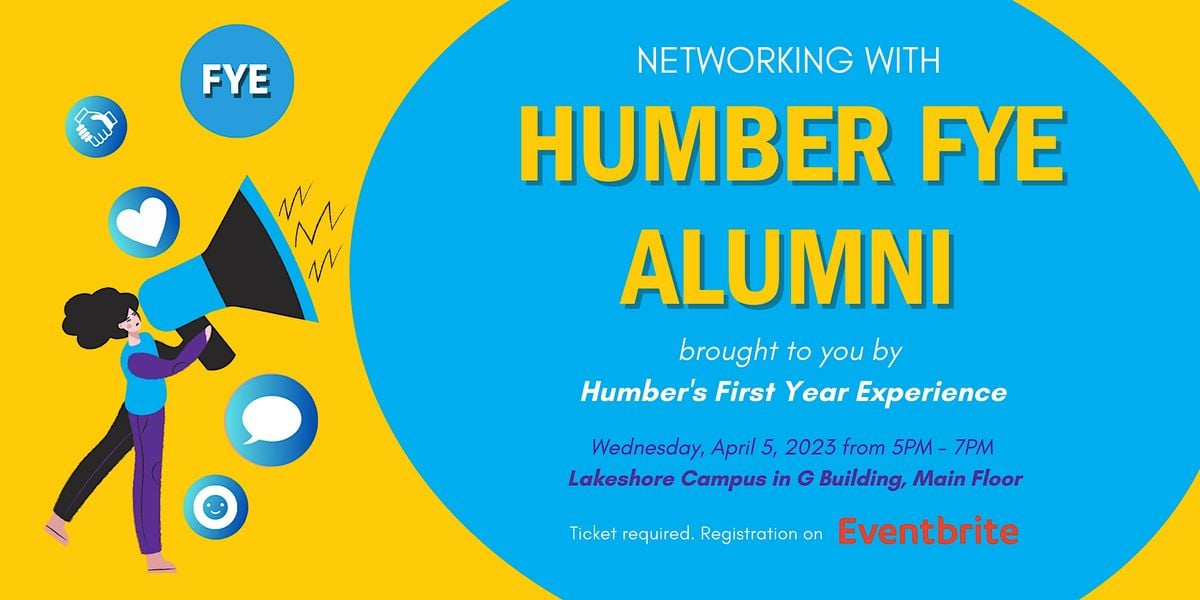 FYE
NETWORKING WITH
HUMBER FYE
ALUMNI
brought to you by
Humber's First Year Experience
Wednesday, April 5, 2023 from 5PM - 7PM
Lakeshore Campus in G Building, Main Floor
Ticket required. Registration on Eventbrite